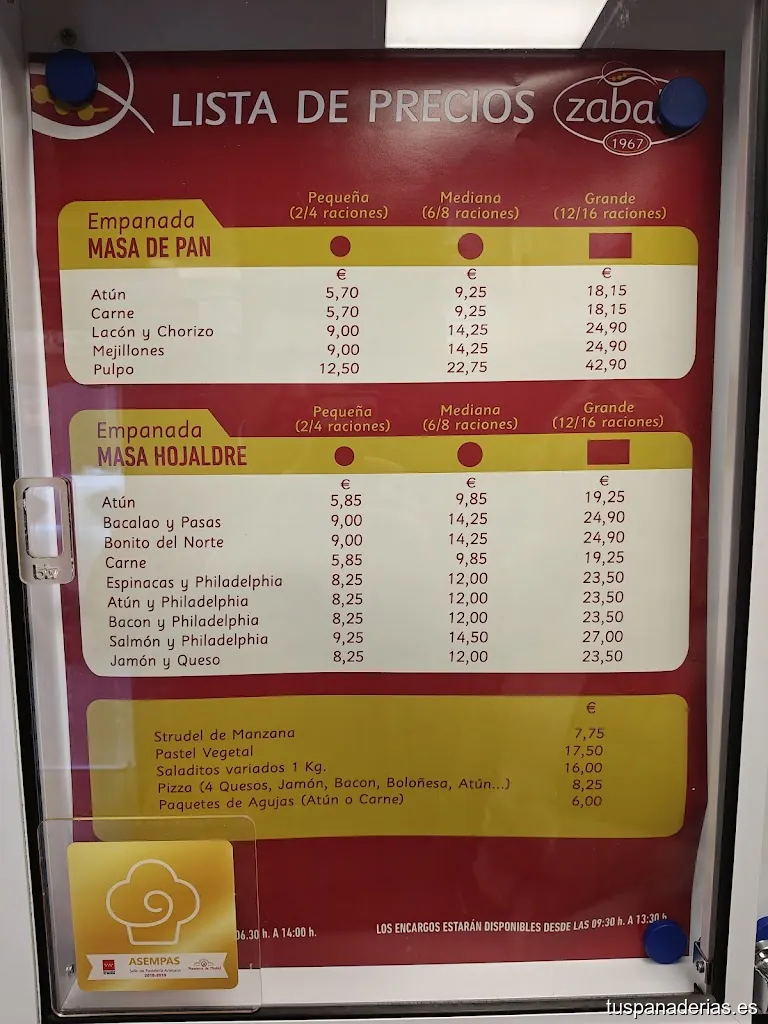 LISTA DE PRECIOS
1967
Pequeña Mediana Grande
(2/4 raciones) (6/8 raciones) (12/16 raciones)
Empanada
MASA DE PAN
€ € €
Atún 5,70 9,25 18,15
Carne 5,70 9,25 18,15
Lacón y Chorizo 9,00 14,25 24,90
Mejillones 9,00 14,25 24,90
Pulpo 12,50 22,75 42,90
Pequeña Mediana Grande
(2/4 raciones) (6/8 raciones) (12/16 raciones)
Empanada
MASA HOJALDRE
€ € €
Atún 5,85 9,85 19,25
Bacalao y Pasas 9,00 14,25 24,90
Bonito del Norte 9,00 14,25 24,90
Carne 5,85 9,85 19,25
Espinacas y Philadelphia 8,25 12,00 23,50
Atún y Philadelphia 8,25 12,00 23,50
Bacon y Philadelphia 8,25 12,00 23,50
Salmón y Philadelphia 9,25 14,50 27,00
Jamón y Queso 8,25 12,00 23,50
€
Strudel de Manzana 7,75
Pastel Vegetal 17,50
Saladitos variados 1 Kg. 16,00
Pizza (4 Quesos, Jamón, Bacon, Boloñesa, Atún...) 8,25
Paquetes de Agujas (Atún o Carne) 6,00
06.30 h. A 14:00 h. LOS ENCARGOS ESTARÁN DISPONIBLES DESDE LAS 09:30 h. A 13:30 h.
ASEMPAS
2018-2019
tuspanaderias.es